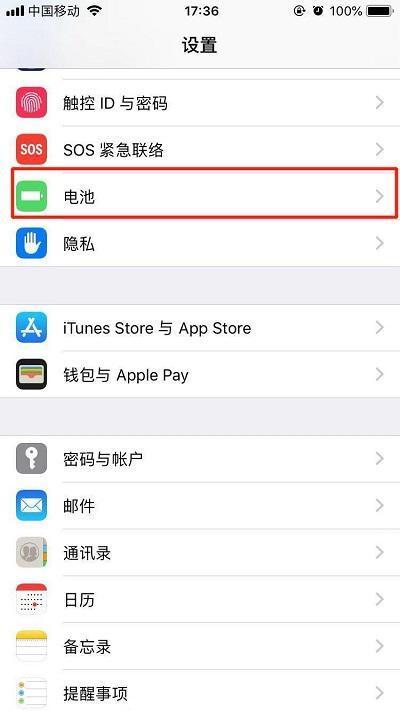 中国移动 17:36 100%
设置
触控 ID 与密码
SOS SOS 紧急联络
电池
隐私
iTunes Store 与 App Store
钱包与 Apple Pay
密码与帐户
邮件
通讯录
日历
备忘录
提醒事项